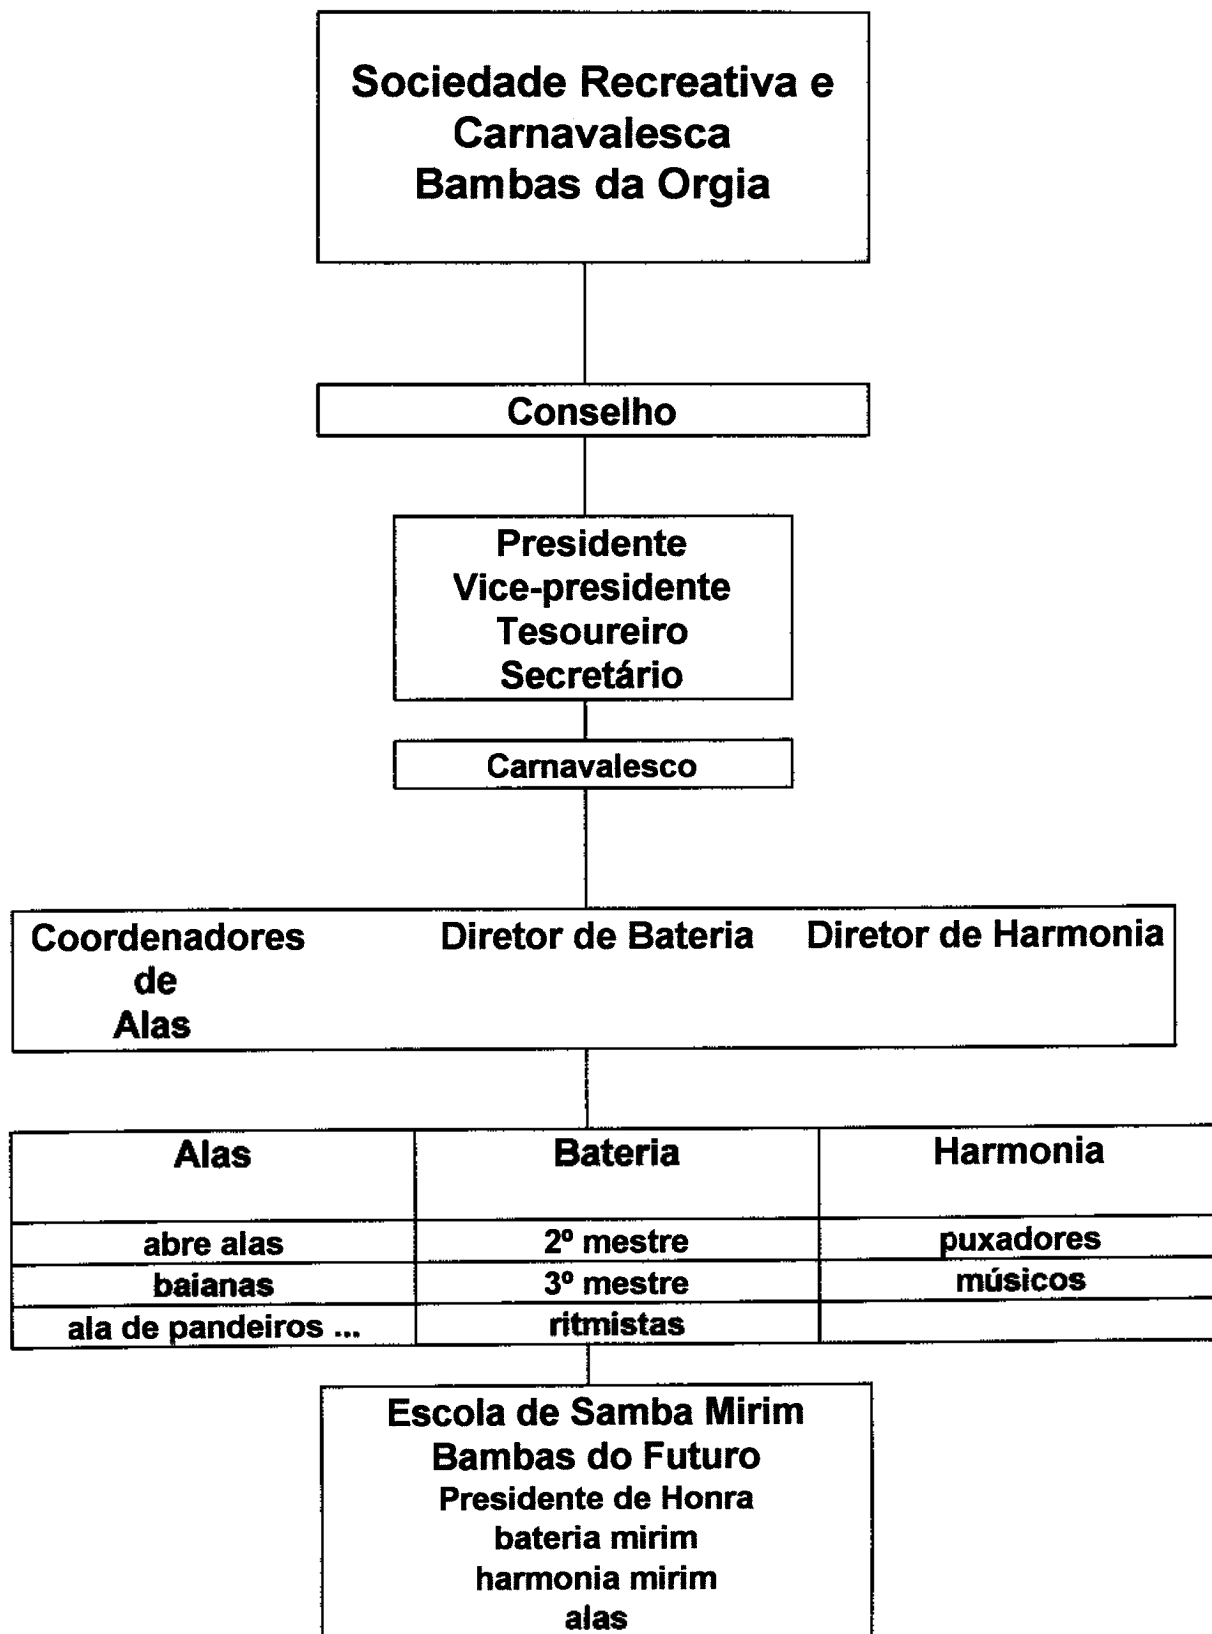 Sociedade Recreativa e
Carnavalesca
Bambas da Orgia
Conselho
Presidente
Vice-presidente
Tesoureiro
Secretário
Carnavalesco
Coordenadores
de
Alas
Diretor de Bateria
Diretor de Harmonia
Alas Bateria Harmonia
abre alas 2º mestre puxadores
baianas 3º mestre músicos
ala de pandeiros ... ritmistas
Escola de Samba Mirim
Bambas do Futuro
Presidente de Honra
bateria mirim
harmonia mirim
alas